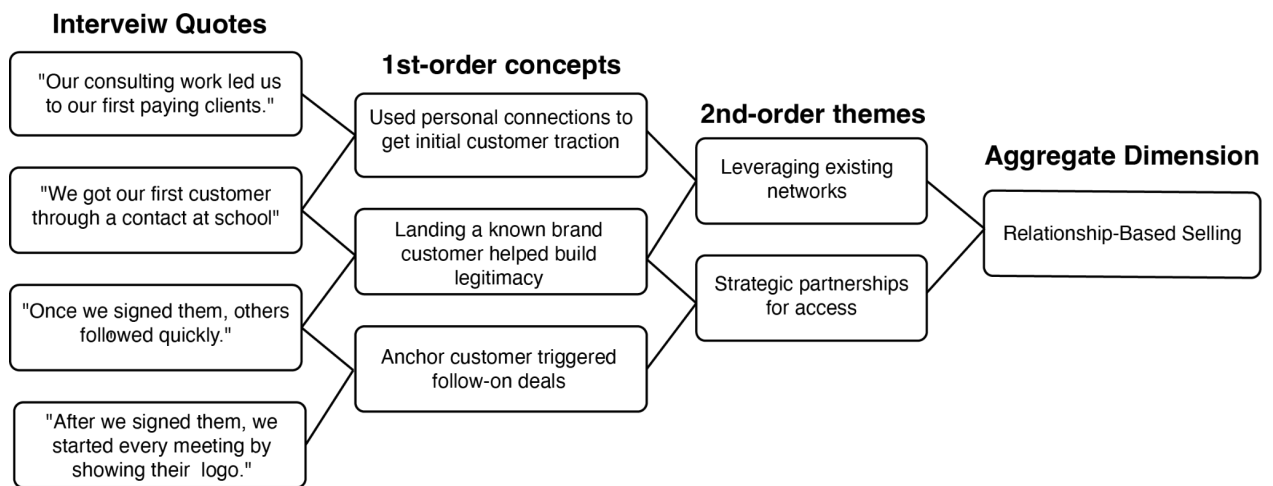 Interveiw Quotes
"Our consulting work led us
to our first paying clients."
"We got our first customer
through a contact at school"
"Once we signed them, others
followed quickly."
"After we signed them, we
started every meeting by
showing their logo."
1st-order concepts
Used personal connections to
get initial customer traction
Landing a known brand
customer helped build
legitimacy
Anchor customer triggered
follow-on deals
2nd-order themes
Leveraging existing
networks
Strategic partnerships
for access
Aggregate Dimension
Relationship-Based Selling